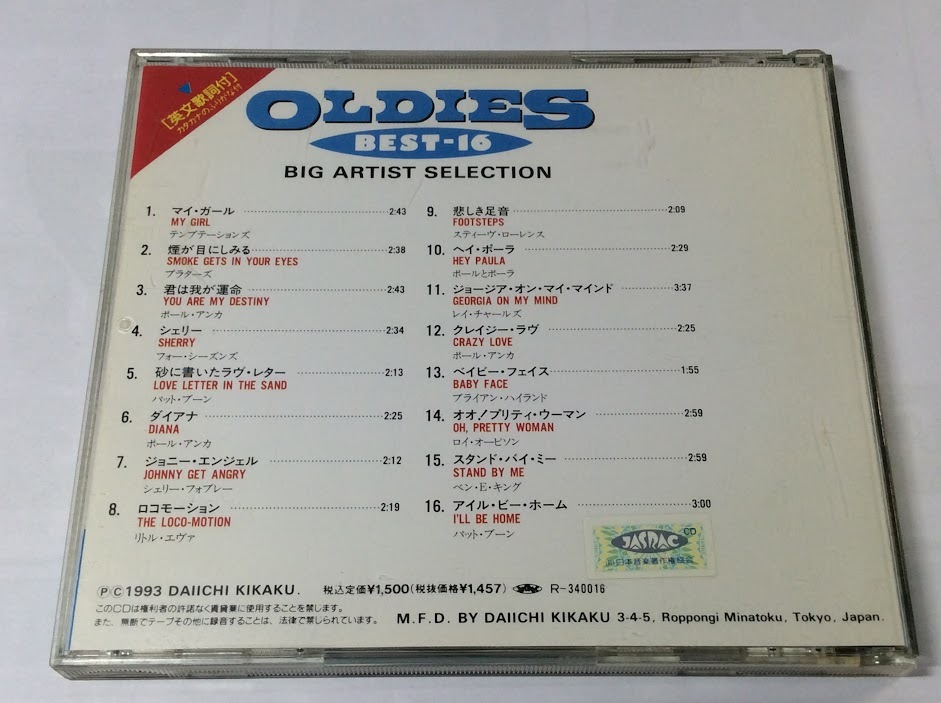 [英文歌詞付]
カタカナのふりがな付
OLDIES
BEST-16
BIG ARTIST SELECTION
1. マイ・ガール 2:43
MY GIRL
テンプテーションズ
2. 煙が目にしみる 2:38
SMOKE GETS IN YOUR EYES
プラターズ
3. 君は我が運命 2:43
YOU ARE MY DESTINY
ポール・アンカ
4. シェリー 2:34
SHERRY
フォー・シーズンズ
5. 砂に書いたラヴ・レター 2:13
LOVE LETTER IN THE SAND
パット・ブーン
6. ダイアナ 2:25
DIANA
ポール・アンカ
7. ジョニー・エンジェル 2:12
JOHNNY GET ANGRY
シェリー・フォブレー
8. ロコモーション 2:19
THE LOCO-MOTION
リトル・エヴァ
9. 悲しき足音 2:09
FOOTSTEPS
スティーヴ・ローレンス
10. ヘイ・ポーラ 2:29
HEY PAULA
ポールとポーラ
11. ジョージア・オン・マイ・マインド 3:37
GEORGIA ON MY MIND
レイ・チャールズ
12. クレイジー・ラヴ 2:25
CRAZY LOVE
ポール・アンカ
13. ベイビー・フェイス 1:55
BABY FACE
ブライアン・ハイランド
14. オオ!プリティ・ウーマン 2:59
OH, PRETTY WOMAN
ロイ・オービソン
15. スタンド・バイ・ミー 2:59
STAND BY ME
ベン・E・キング
16. アイル・ビー・ホーム 3:00
I'LL BE HOME
パット・ブーン
JASRAC CD
日本音楽著作権協会
ⓅⒸ1993 DAIICHI KIKAKU. 税込定価¥1,500(税抜価格¥1,457) R-340016
このCDは権利者の許諾なく賃貸業に使用することを禁じます。
また、無断でテープその他に録音することは、法律で禁じられています。
M.F.D. BY DAIICHI KIKAKU 3-4-5, Roppongi Minatoku, Tokyo, Japan.